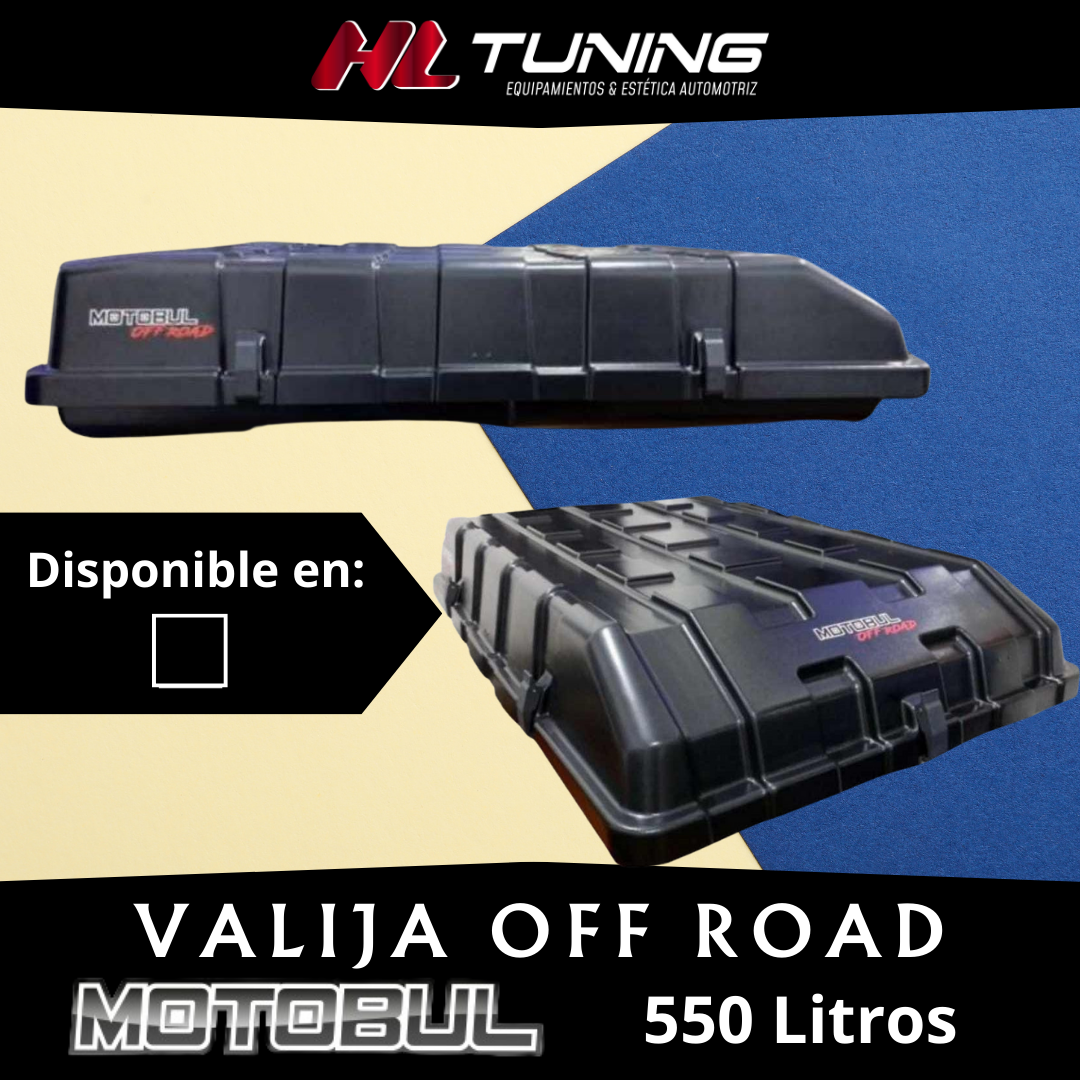 HL TUNING
EQUIPAMIENTOS & ESTÉTICA AUTOMOTRIZ
MOTOBUL
OFF ROAD
Disponible en:
MOTOBUL
OFF ROAD
VALIJA OFF ROAD
MOTOBUL 550 Litros